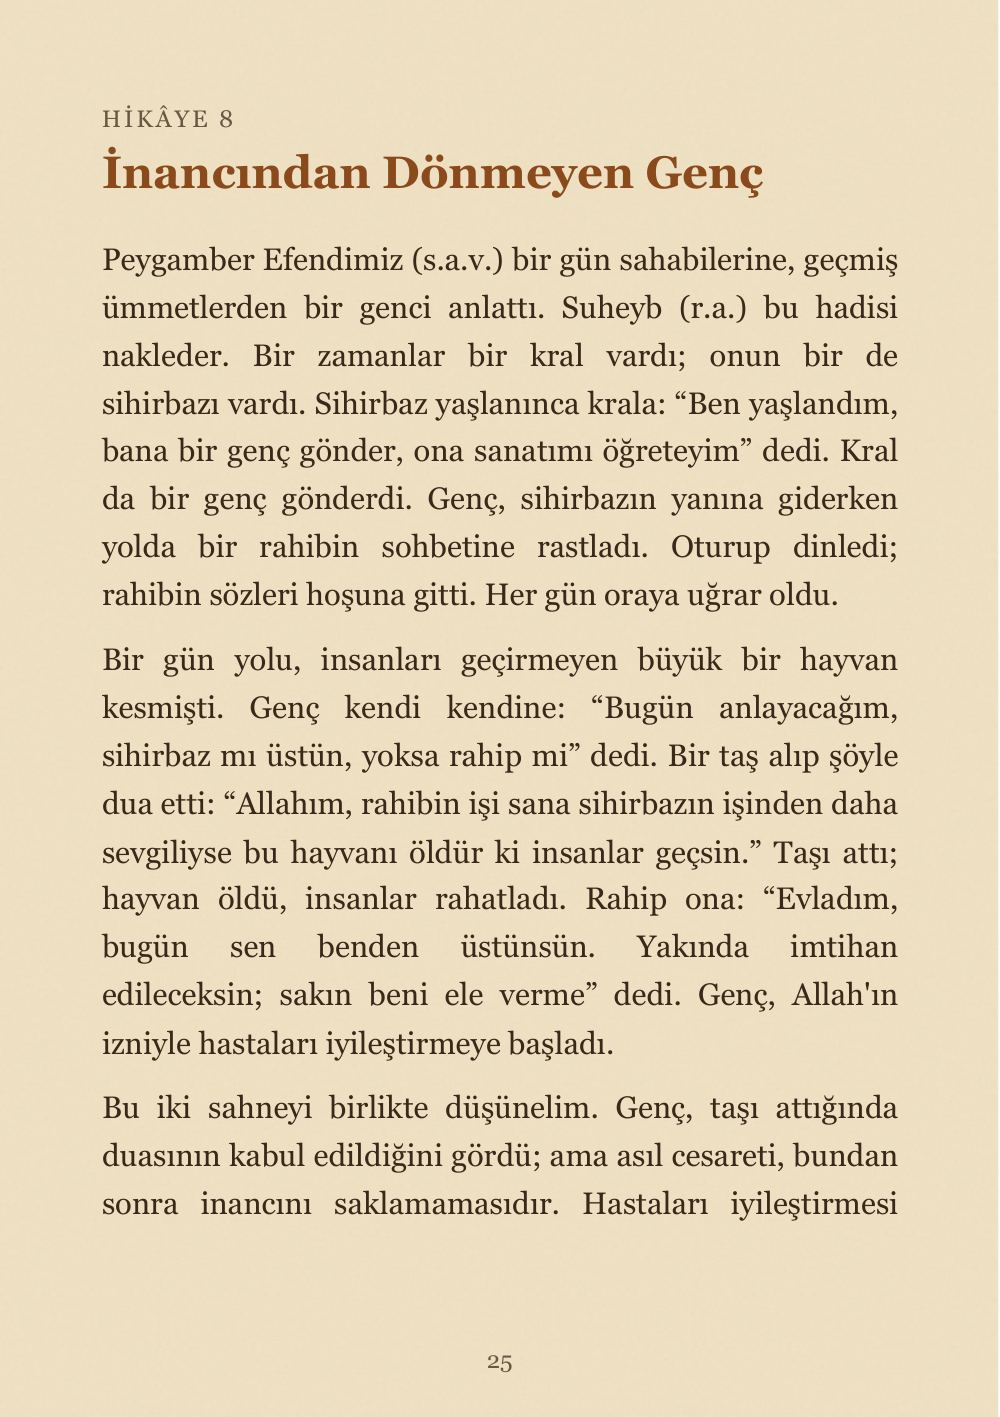 HİKÂYE 8
İnancından Dönmeyen Genç
Peygamber Efendimiz (s.a.v.) bir gün sahabilerine, geçmiş
ümmetlerden bir genci anlattı. Suheyb (r.a.) bu hadisi
nakleder. Bir zamanlar bir kral vardı; onun bir de
sihirbazı vardı. Sihirbaz yaşlanınca krala: “Ben yaşlandım,
bana bir genç gönder, ona sanatımı öğreteyim” dedi. Kral
da bir genç gönderdi. Genç, sihirbazın yanına giderken
yolda bir rahibin sohbetine rastladı. Oturup dinledi;
rahibin sözleri hoşuna gitti. Her gün oraya uğrar oldu.
Bir gün yolu, insanları geçirmeyen büyük bir hayvan
kesmişti. Genç kendi kendine: “Bugün anlayacağım,
sihirbaz mı üstün, yoksa rahip mi” dedi. Bir taş alıp şöyle
dua etti: “Allahım, rahibin işi sana sihirbazın işinden daha
sevgiliyse bu hayvanı öldür ki insanlar geçsin.” Taşı attı;
hayvan öldü, insanlar rahatladı. Rahip ona: “Evladım,
bugün sen benden üstünsün. Yakında imtihan
edileceksin; sakın beni ele verme” dedi. Genç, Allah'ın
izniyle hastaları iyileştirmeye başladı.
Bu iki sahneyi birlikte düşünelim. Genç, taşı attığında
duasının kabul edildiğini gördü; ama asıl cesareti, bundan
sonra inancını saklamamasıdır. Hastaları iyileştirmesi
25